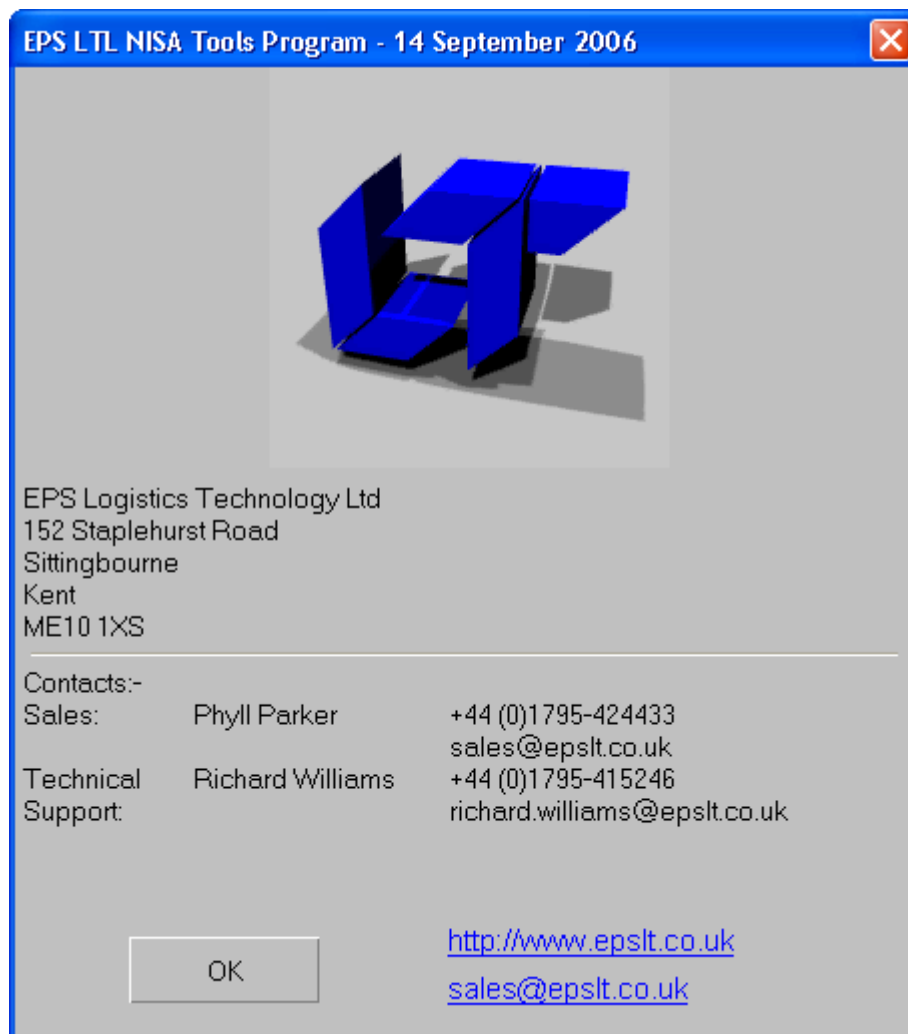 EPS LTL NISA Tools Program - 14 September 2006
EPS Logistics Technology Ltd
152 Staplehurst Road
Sittingbourne
Kent
ME10 1XS
Contacts:-
Sales: Phyll Parker +44 (0)1795-424433
sales@epslt.co.uk
Technical Richard Williams +44 (0)1795-415246
Support: richard.williams@epslt.co.uk
http://www.epslt.co.uk
OK
sales@epslt.co.uk